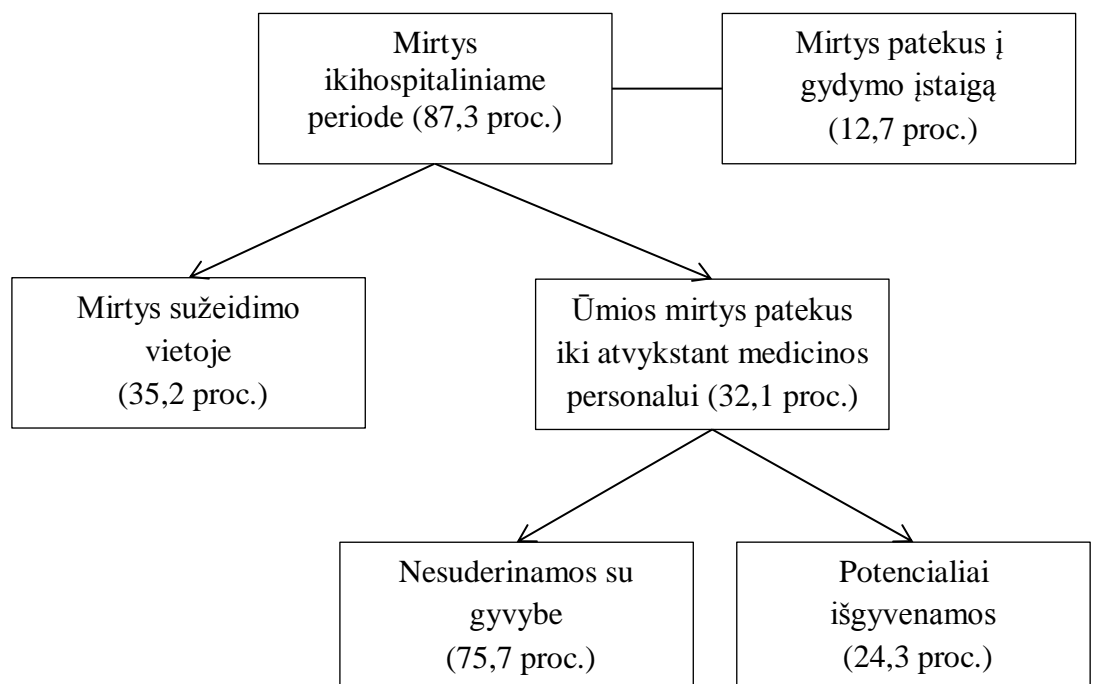 Mirtys
ikihospitaliniame
periode (87,3 proc.)
Mirtys patekus į
gydymo įstaigą
(12,7 proc.)
Mirtys sužeidimo
vietoje
(35,2 proc.)
Ūmios mirtys patekus
iki atvykstant medicinos
personalui (32,1 proc.)
Nesuderinamos su
gyvybe
(75,7 proc.)
Potencialiai
išgyvenamos
(24,3 proc.)